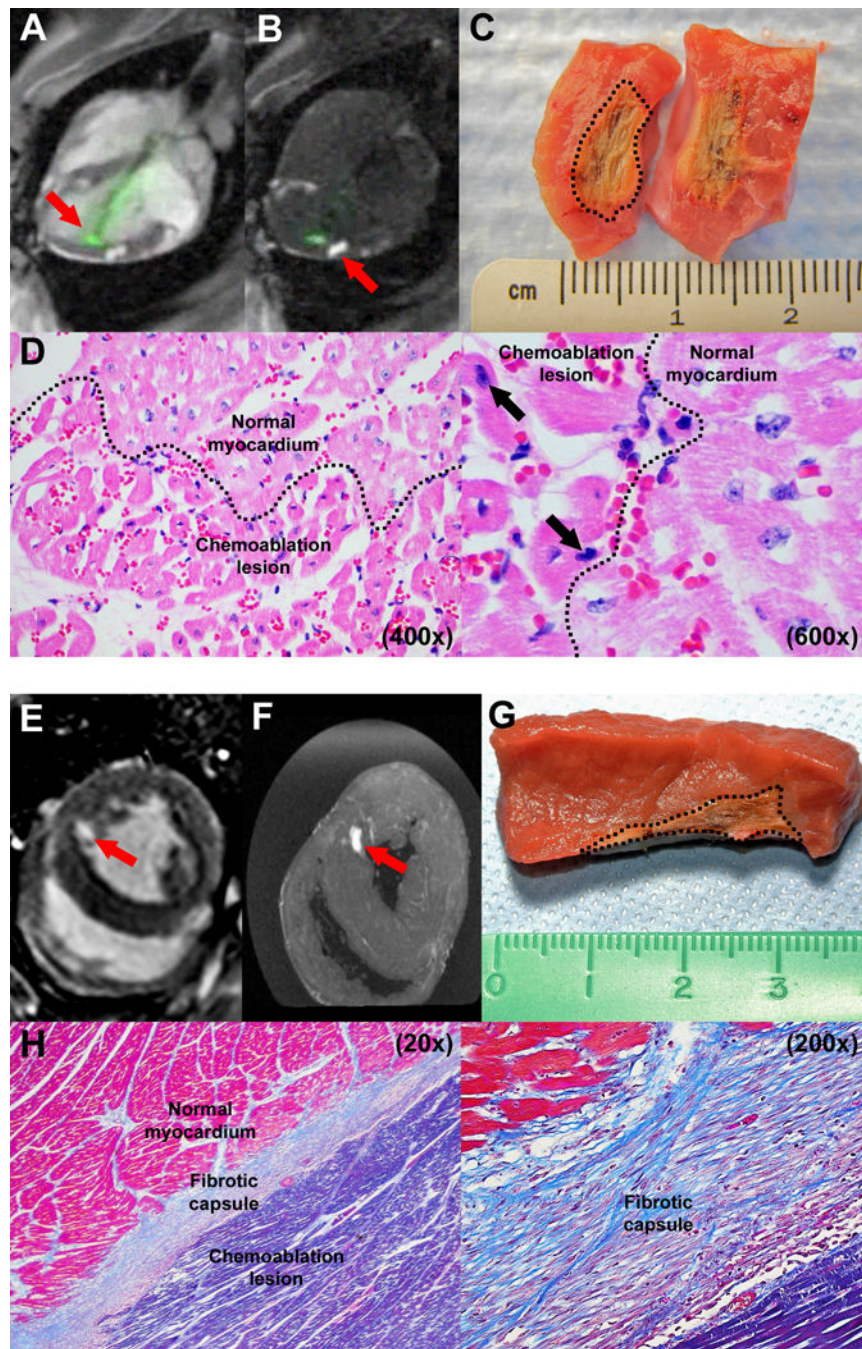 A
B
C
cm
1
2
D
Normal
myocardium
Chemoablation
lesion
(400x)
Chemoablation
lesion
Normal
myocardium
(600x)
E
F
G
0
1
2
3
H
(20x)
Normal
myocardium
Fibrotic
capsule
Chemoablation
lesion
(200x)
Fibrotic
capsule